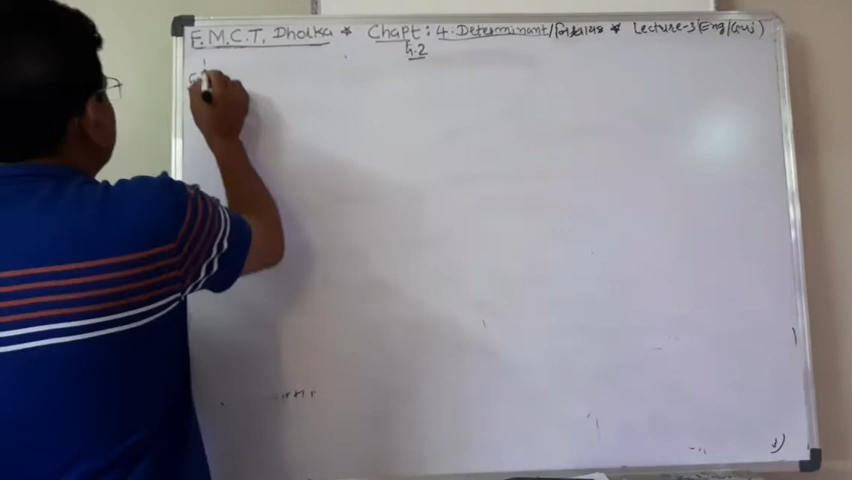 F.M.C.T. Dholka * Chapt: 4. Determinant/નિશ્ચાયક * Lecture-3 (Eng/Guj)
4.2